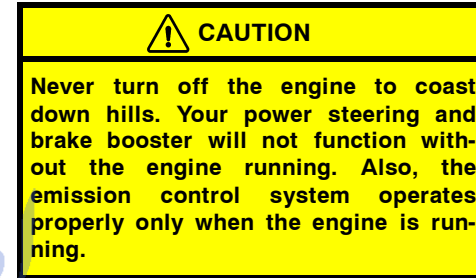 CAUTION
Never turn off the engine to coast
down hills. Your power steering and
brake booster will not function with-
out the engine running. Also, the
emission control system operates
properly only when the engine is run-
ning.